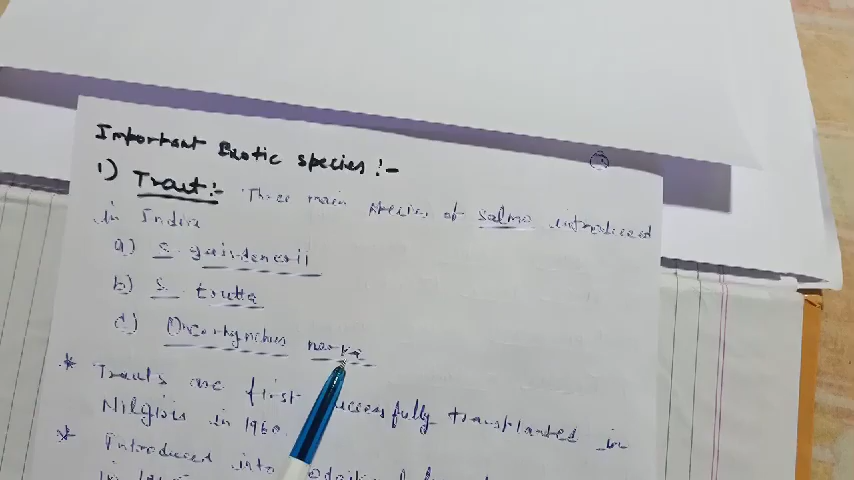 Important Exotic species :-
1) Trout :- Three main species of salmo introduced
in India
a) S. gairdenerii
b) S. trutta
d) Oncorhynchus
* Trouts are first successfully transplanted in
Nilgiris in 1960.
* Introduced into